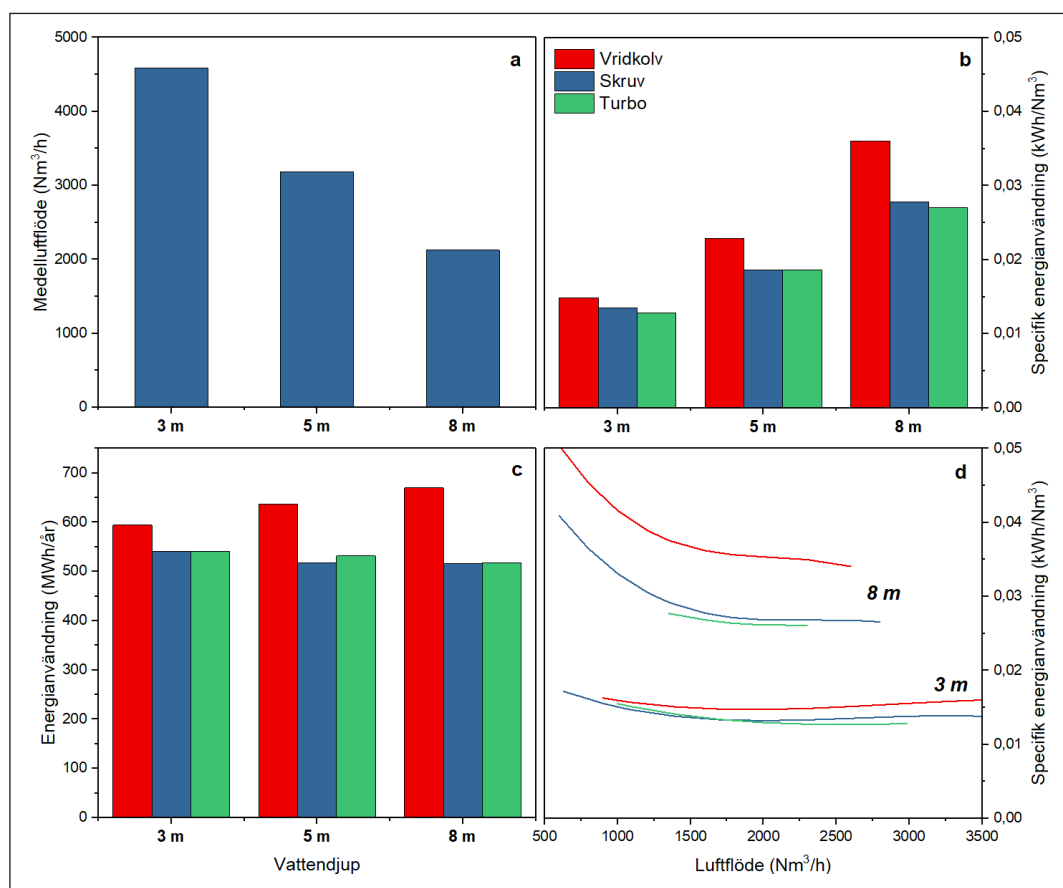 a
Medelluftflöde (Nm³/h)
5000
4000
3000
2000
1000
0
3 m
5 m
8 m
b
Vridkolv
Skruv
Turbo
0,05
0,04
0,03
0,02
0,01
0,00
Specifik energianvändning (kWh/Nm³)
3 m
5 m
8 m
c
Energianvändning (MWh/år)
700
600
500
400
300
200
100
0
3 m
5 m
8 m
Vattendjup
d
8 m
3 m
0,05
0,04
0,03
0,02
0,01
0,00
Specifik energianvändning (kWh/Nm³)
500
1000
1500
2000
2500
3000
3500
Luftflöde (Nm³/h)